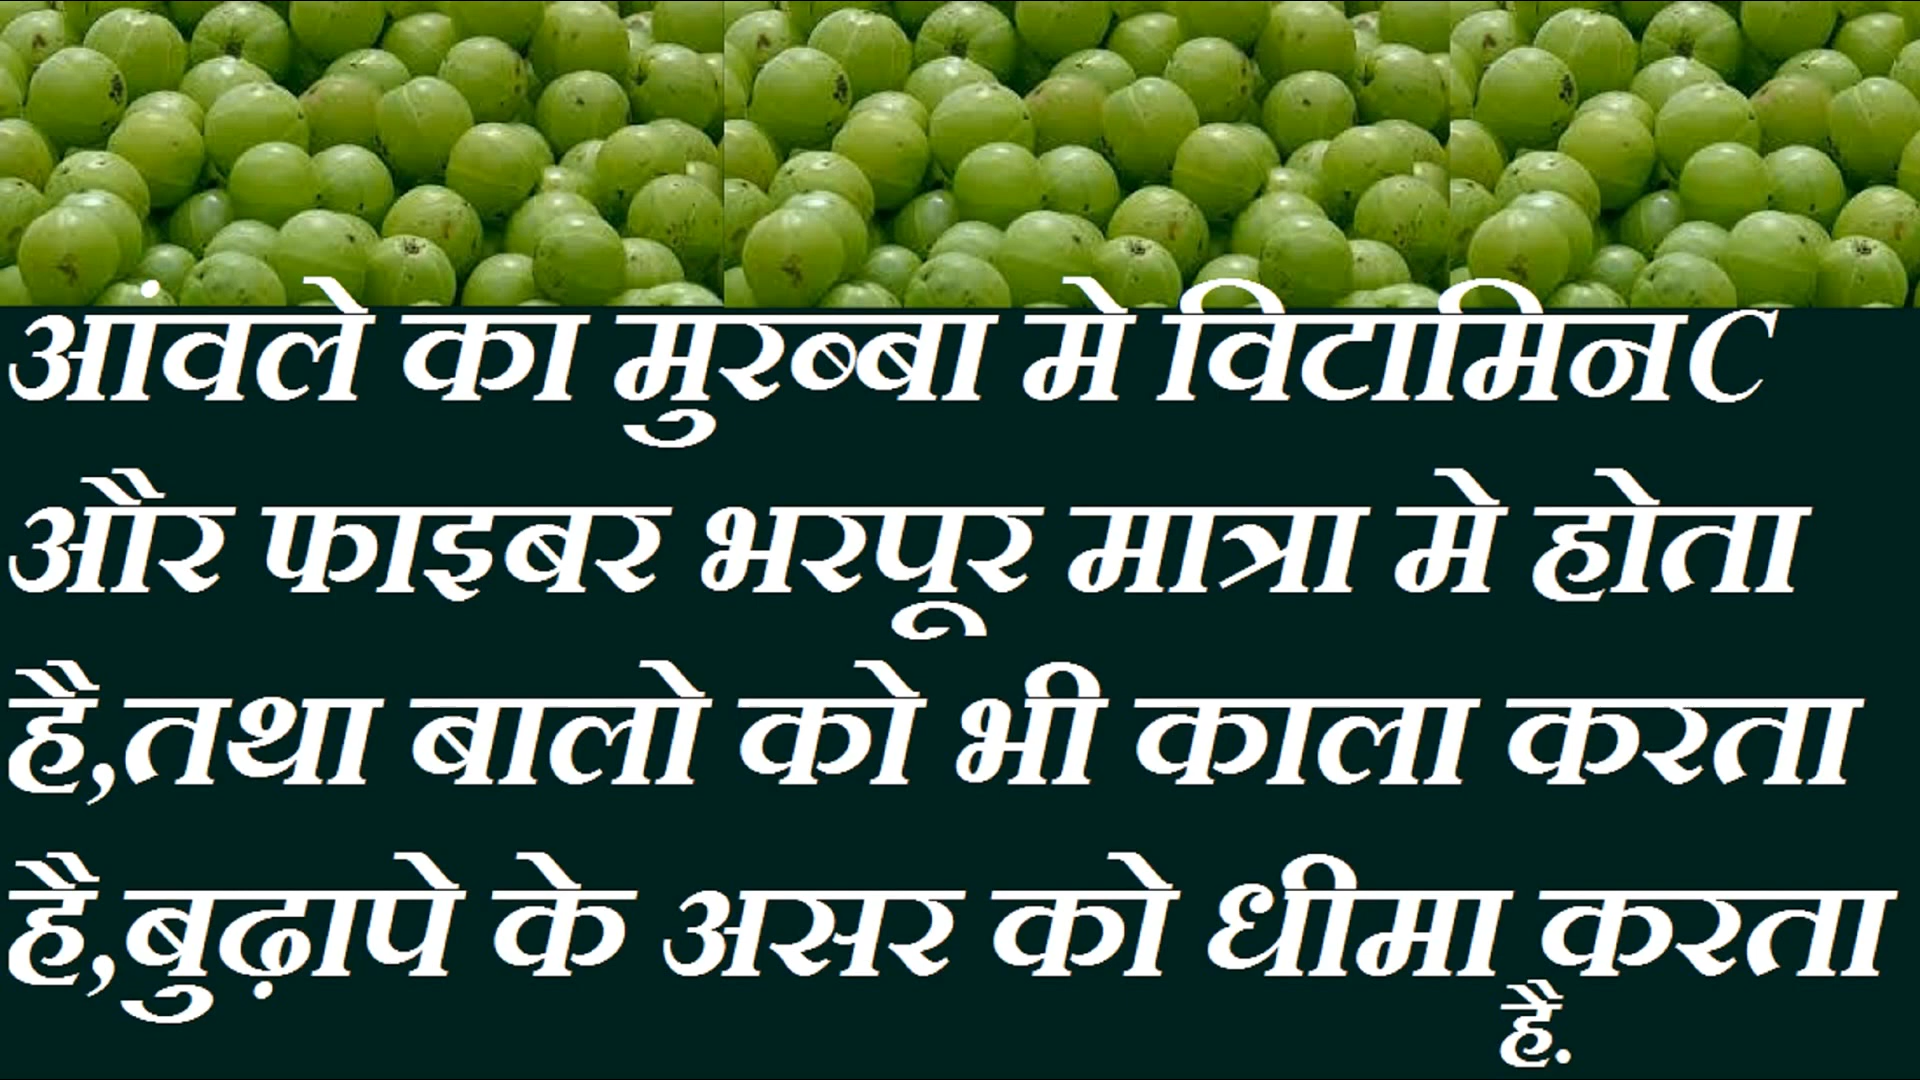 आंवले का मुरब्बा मे विटामिनC
और फाइबर भरपूर मात्रा मे होता
है,तथा बालो को भी काला करता
है,बुढ़ापे के असर को धीमा करता
है.